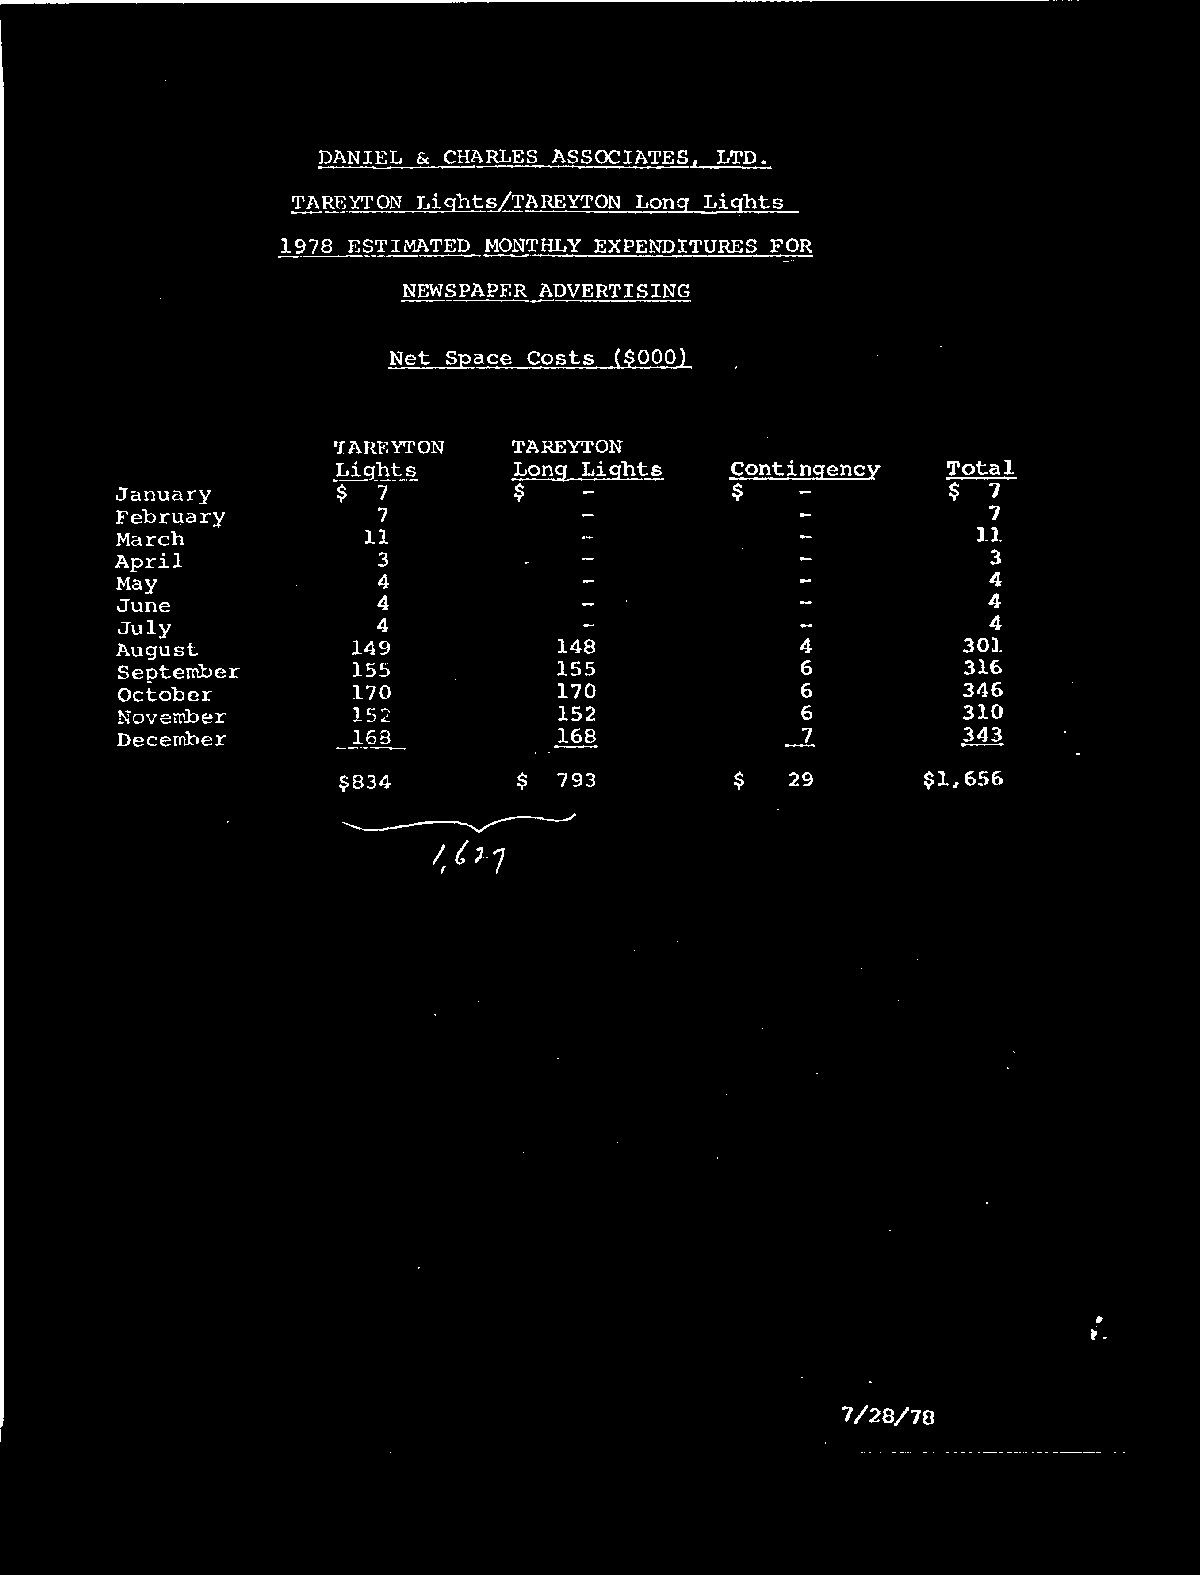 DANIEL & CHARLES ASSOCIATES, LTD.
TAREYTON Lights/TAREYTON Long Lights
1978 ESTIMATED MONTHLY EXPENDITURES FOR
NEWSPAPER ADVERTISING
Net Space Costs ($000)
TAREYTON TAREYTON
Lights Long Lights Contingency Total
January $ 7 $ - $ - $ 7
February 7 - - 7
March 11 - - 11
April 3 - - 3
May 4 - - 4
June 4 - - 4
July 4 - - 4
August 149 148 4 301
September 155 155 6 316
October 170 170 6 346
November 152 152 6 310
December 168 168 7 343
$834 $ 793 $ 29 $1,656
1,627
7/28/78